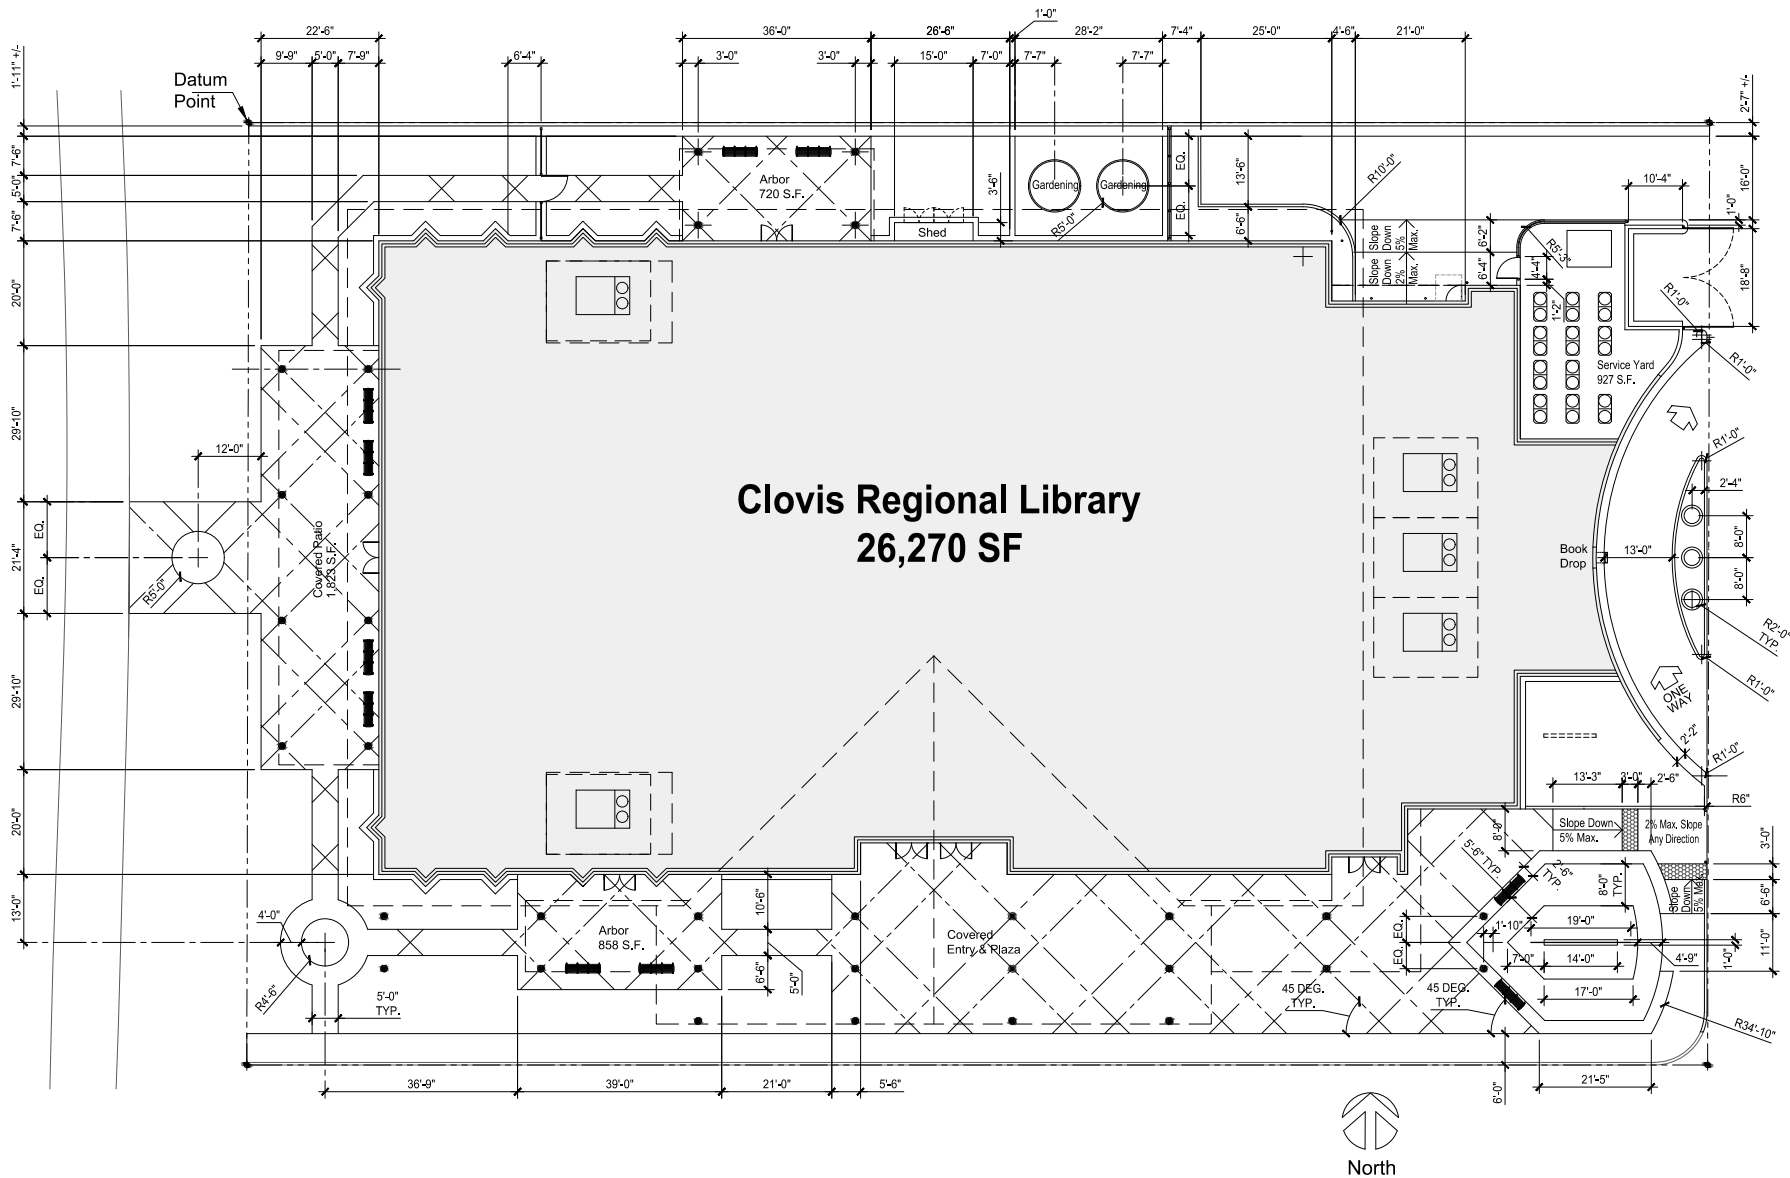 22'-6"
36'-0"
26'-6"
1'-0"
28'-2"
7'-4"
25'-0"
4'-6"
21'-0"
9'-9"
5'-0"
7'-9"
6'-4"
3'-0"
3'-0"
15'-0"
7'-0"
7'-7"
7'-7"
1'-11" +/-
2'-7" +/-
Datum
Point
7'-6"
5'-0"
7'-6"
20'-0"
29'-10"
EQ.
21'-4"
EQ.
29'-10"
20'-0"
13'-0"
Arbor
720 S.F.
3'-6"
Shed
Gardening
Gardening
R5'-0"
EQ.
EQ.
13'-6"
6'-6"
R10'-0"
Slope
Down
5%
Max.
Slope
Down
2%
Max.
6'-2"
6'-4"
R5'-3"
4'-4"
1'-2"
10'-4"
1'-0"
16'-0"
18'-8"
R1'-0"
R1'-0"
Service Yard
927 S.F.
R1'-0"
2'-4"
8'-0"
8'-0"
R2'-0"
TYP.
R1'-0"
12'-0"
R5'-0"
Covered Patio
1,823 S.F.
Clovis Regional Library
26,270 SF
Book
Drop
13'-0"
ONE
WAY
2'-2"
R1'-0"
13'-3"
3'-0"
2'-6"
R6"
Slope Down
5% Max.
2% Max. Slope
Any Direction
8'-0"
5'-6" TYP.
2'-6"
TYP.
8'-0"
TYP.
Slope
Down
5% Max.
3'-0"
6'-6"
11'-0"
1'-10"
19'-0"
7'-0"
14'-0"
4'-9"
1'-0"
17'-0"
EQ.
EQ.
45 DEG.
TYP.
45 DEG.
TYP.
R34'-10"
4'-0"
R4'-6"
5'-0"
TYP.
Arbor
858 S.F.
10'-6"
6'-6"
5'-0"
Covered
Entry & Plaza
36'-9"
39'-0"
21'-0"
5'-6"
6'-0"
21'-5"
North